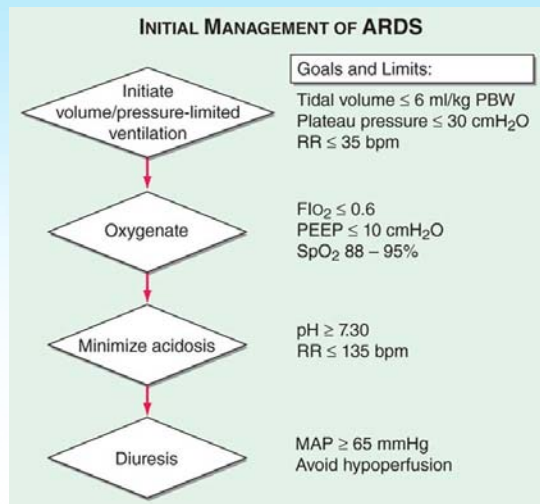 INITIAL MANAGEMENT OF ARDS
Goals and Limits:
Initiate
volume/pressure-limited
ventilation
Tidal volume ≤ 6 ml/kg PBW
Plateau pressure ≤ 30 cmH₂O
RR ≤ 35 bpm
Oxygenate
FIO₂ ≤ 0.6
PEEP ≤ 10 cmH₂O
SpO₂ 88 – 95%
Minimize acidosis
pH ≥ 7.30
RR ≤ 135 bpm
Diuresis
MAP ≥ 65 mmHg
Avoid hypoperfusion